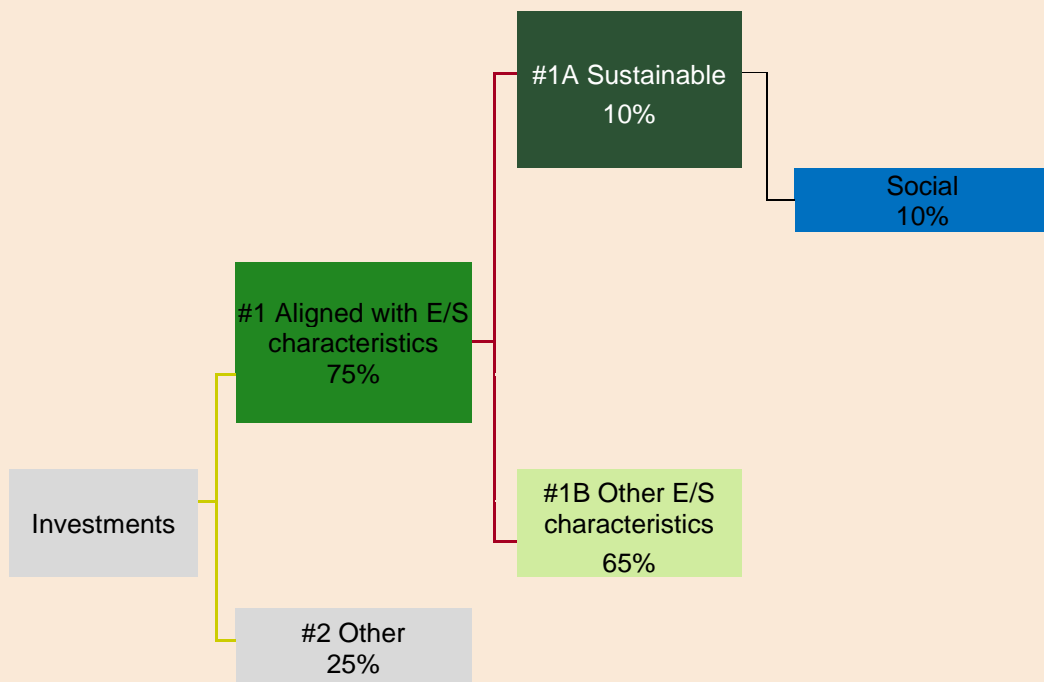 #1A Sustainable
10%
Social
10%
#1 Aligned with E/S
characteristics
75%
Investments
#1B Other E/S
characteristics
65%
#2 Other
25%